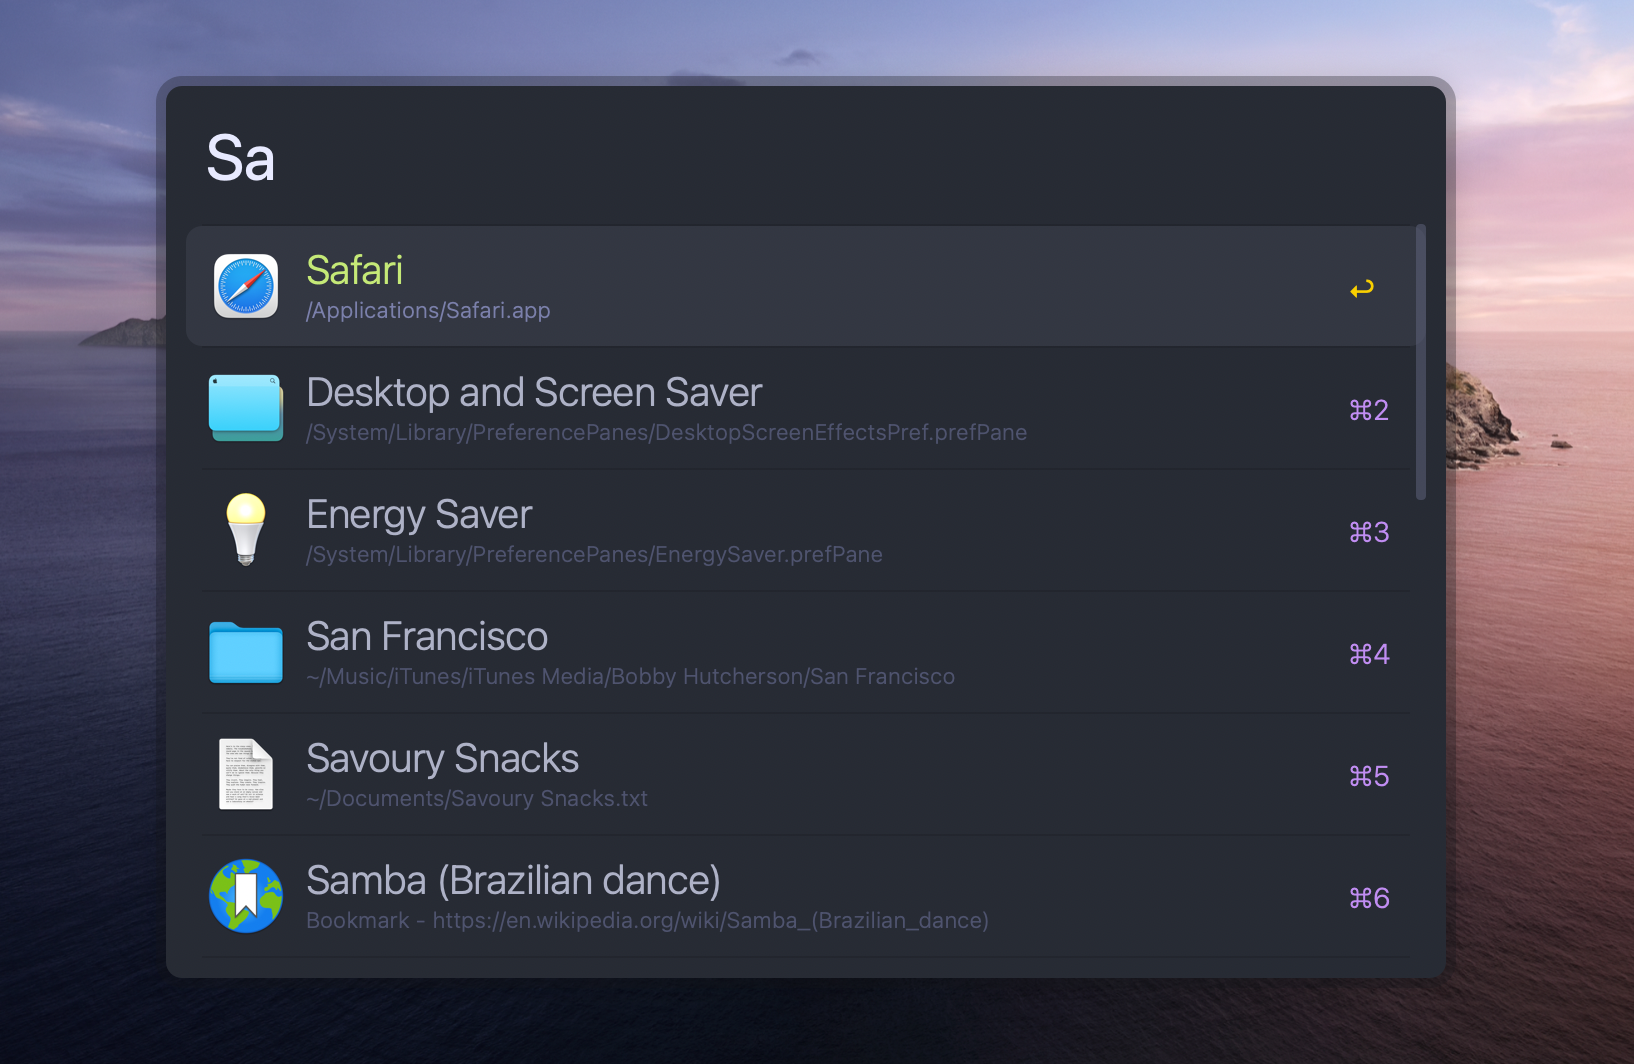 Sa
Safari
/Applications/Safari.app
Desktop and Screen Saver
/System/Library/PreferencePanes/DesktopScreenEffectsPref.prefPane
⌘2
Energy Saver
/System/Library/PreferencePanes/EnergySaver.prefPane
⌘3
San Francisco
~/Music/iTunes/iTunes Media/Bobby Hutcherson/San Francisco
⌘4
Savoury Snacks
~/Documents/Savoury Snacks.txt
⌘5
Samba (Brazilian dance)
Bookmark - https://en.wikipedia.org/wiki/Samba_(Brazilian_dance)
⌘6